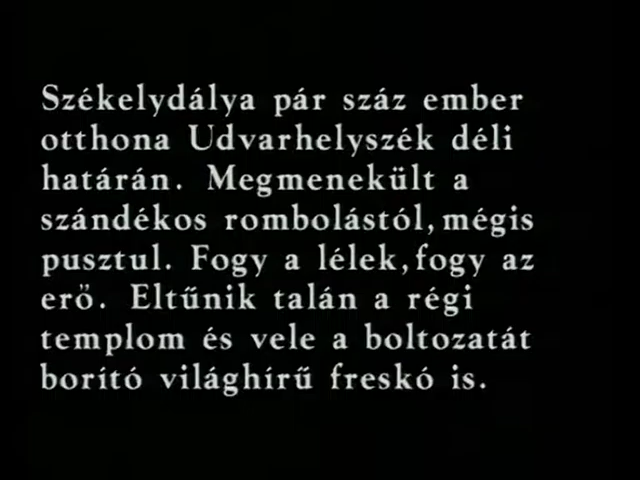 Székelydálya pár száz ember
otthona Udvarhelyszék déli
határán. Megmenekült a
szándékos rombolástól, mégis
pusztul. Fogy a lélek, fogy az
erő. Eltűnik talán a régi
templom és vele a boltozatát
borító világhírű freskó is.